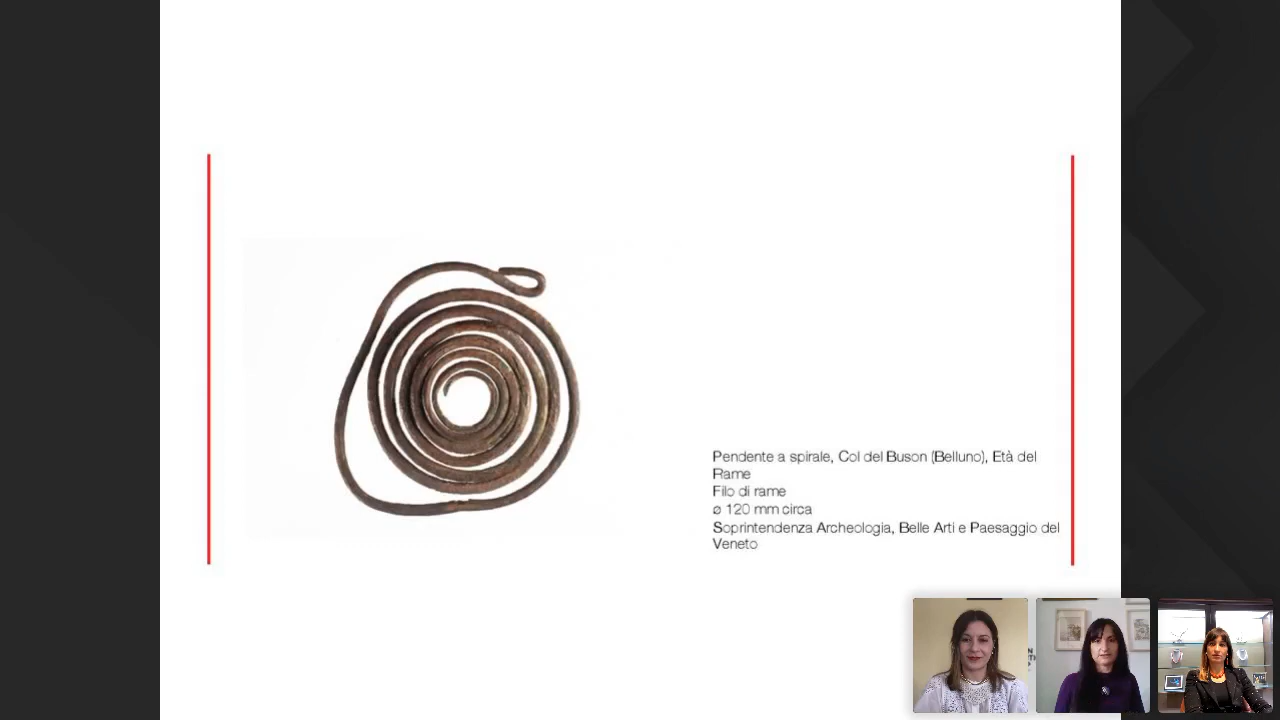 Pendente a spirale, Col del Buson (Belluno), Età del
Rame
Filo di rame
ø 120 mm circa
Soprintendenza Archeologia, Belle Arti e Paesaggio del
Veneto